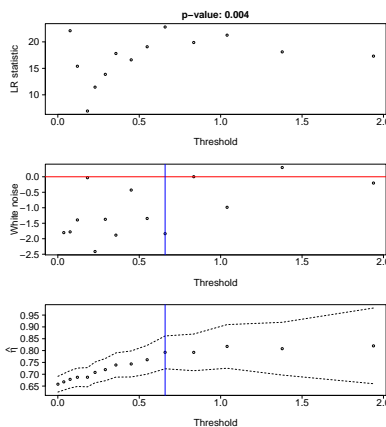 p−value: 0.004
LR statistic
20
15
10
0.0 0.5 1.0 1.5 2.0
Threshold
White noise
0.0
−0.5
−1.0
−1.5
−2.0
−2.5
0.0 0.5 1.0 1.5 2.0
Threshold
η̂
0.95
0.90
0.85
0.80
0.75
0.70
0.65
0.0 0.5 1.0 1.5 2.0
Threshold